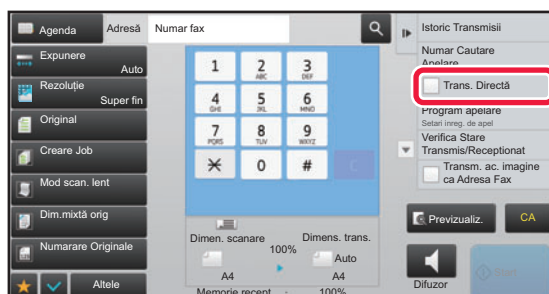 Agenda
Adresă
Numar fax
Istoric Transmisii
Expunere
Auto
Rezoluţie
Super fin
Original
Creare Job
Mod scan. lent
Dim.mixtă orig
Numarare Originale
Altele
1
2
ABC
3
DEF
4
GHI
5
JKL
6
MNO
7
PQRS
8
TUV
9
WXYZ
0
#
C
Dimen. scanare
100%
Dimens. trans.
Auto
A4
A4
Memorie recept. : 100%
Numar Cautare
Apelare
Trans. Directă
Program apelare
Setari inreg. de apel
Verifica Stare
Transmis/Receptionat
Transm. ac. imagine
ca Adresa Fax
Previzualiz.
CA
Difuzor
Start